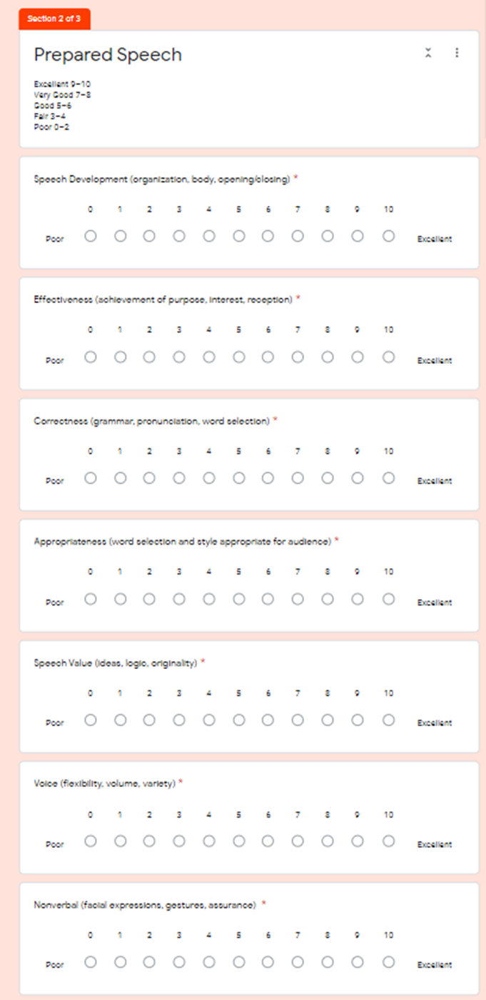 Section 2 of 3
Prepared Speech
Excellent 9-10
Very Good 7-8
Good 5-6
Fair 3-4
Poor 0-2
Speech Development (organization, body, opening/closing) *
0 1 2 3 4 5 6 7 8 9 10
Poor Excellent
Effectiveness (achievement of purpose, interest, reception) *
0 1 2 3 4 5 6 7 8 9 10
Poor Excellent
Correctness (grammar, pronunciation, word selection) *
0 1 2 3 4 5 6 7 8 9 10
Poor Excellent
Appropriateness (word selection and style appropriate for audience) *
0 1 2 3 4 5 6 7 8 9 10
Poor Excellent
Speech Value (ideas, logic, originality) *
0 1 2 3 4 5 6 7 8 9 10
Poor Excellent
Voice (flexibility, volume, variety) *
0 1 2 3 4 5 6 7 8 9 10
Poor Excellent
Nonverbal (facial expressions, gestures, assurance) *
0 1 2 3 4 5 6 7 8 9 10
Poor Excellent